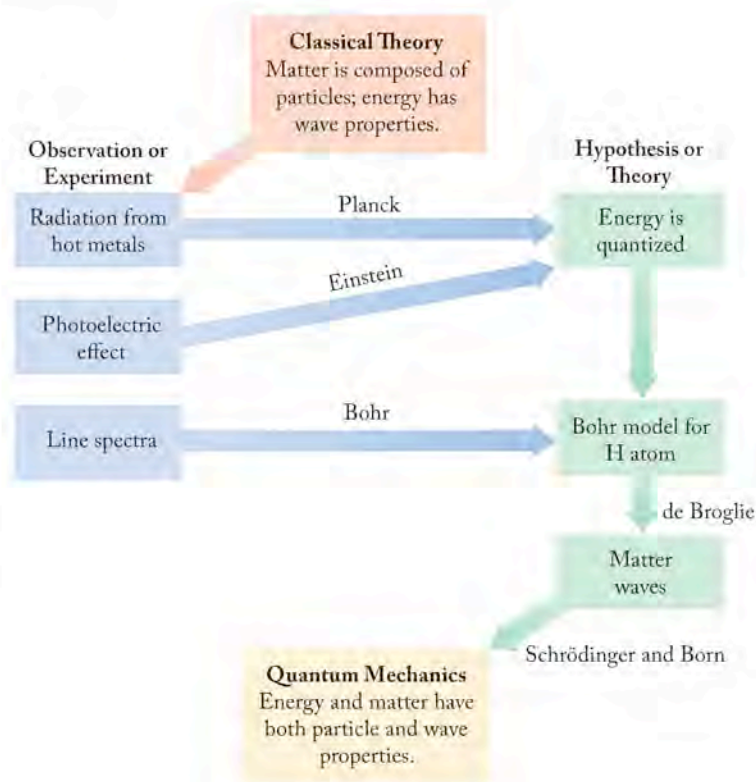 Classical Theory
Matter is composed of
particles; energy has
wave properties.
Observation or
Experiment
Hypothesis or
Theory
Radiation from
hot metals
Planck
Energy is
quantized
Einstein
Photoelectric
effect
Line spectra
Bohr
Bohr model for
H atom
de Broglie
Matter
waves
Schrödinger and Born
Quantum Mechanics
Energy and matter have
both particle and wave
properties.